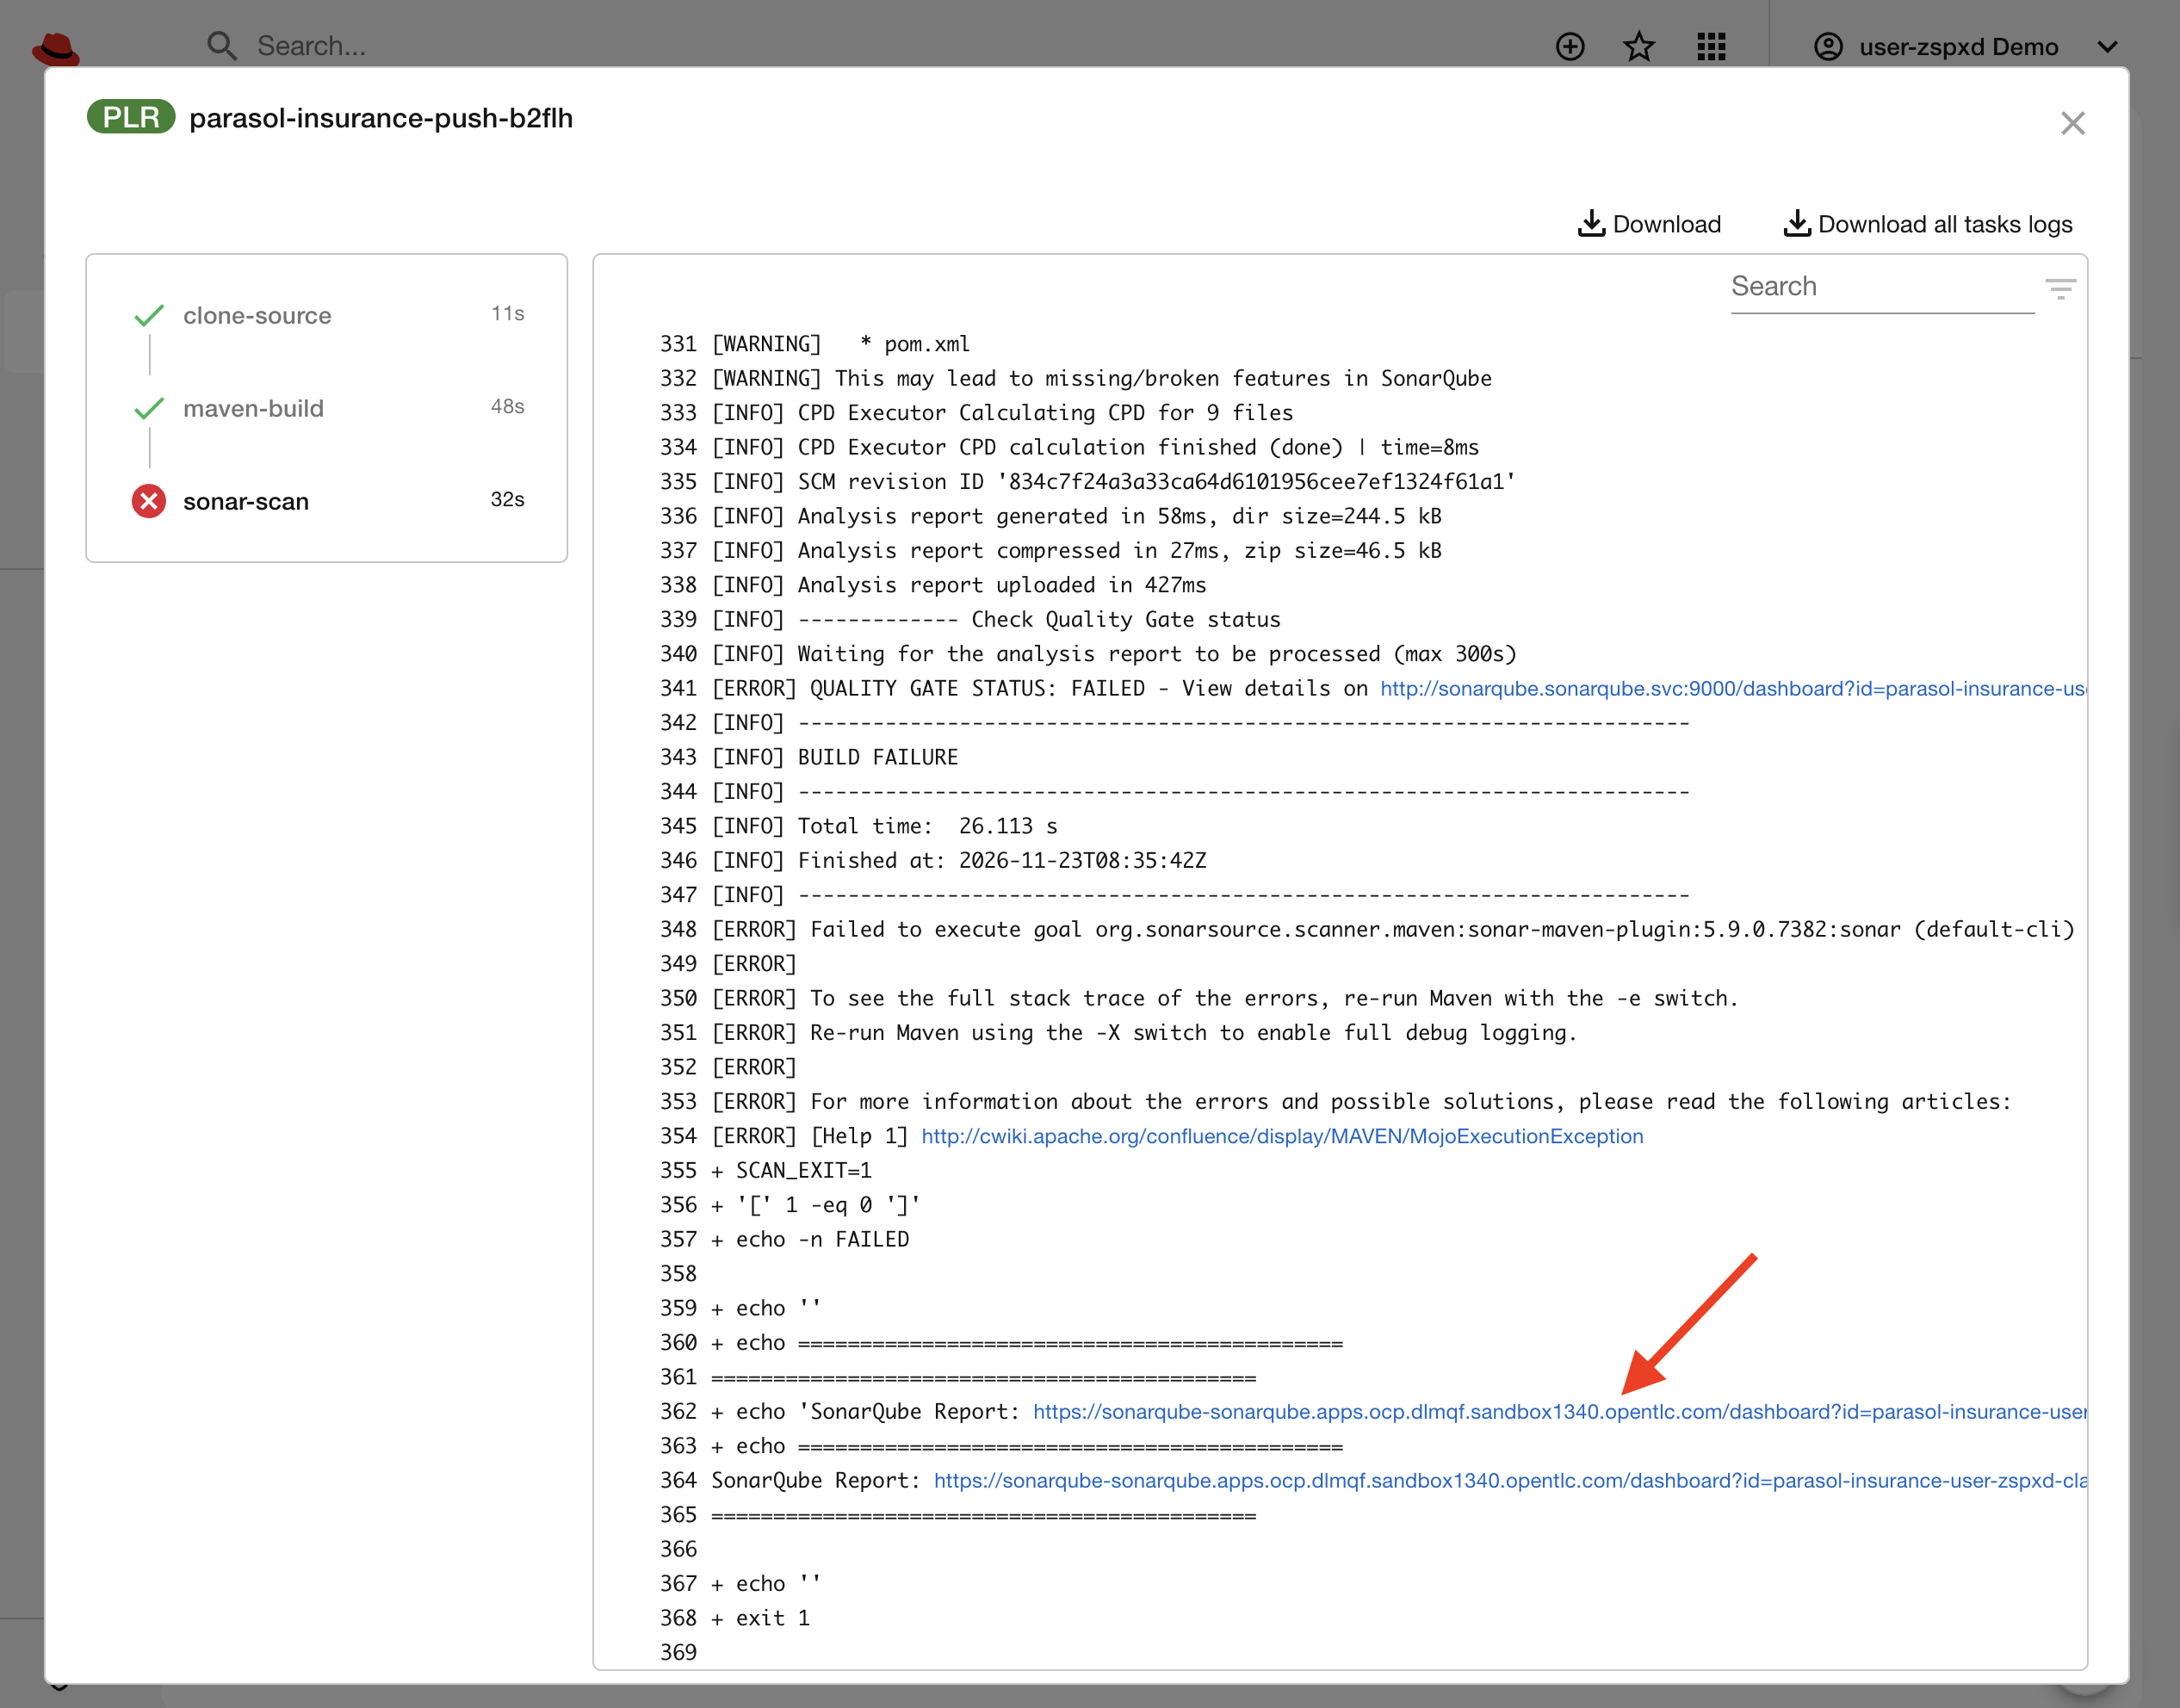 Search...
user-zspxd Demo
PLR parasol-insurance-push-b2flh
Download
Download all tasks logs
clone-source 11s
maven-build 48s
sonar-scan 32s
Search
331 [WARNING]   * pom.xml
332 [WARNING] This may lead to missing/broken features in SonarQube
333 [INFO] CPD Executor Calculating CPD for 9 files
334 [INFO] CPD Executor CPD calculation finished (done) | time=8ms
335 [INFO] SCM revision ID '834c7f24a3a33ca64d6101956cee7ef1324f61a1'
336 [INFO] Analysis report generated in 58ms, dir size=244.5 kB
337 [INFO] Analysis report compressed in 27ms, zip size=46.5 kB
338 [INFO] Analysis report uploaded in 427ms
339 [INFO] ------------- Check Quality Gate status
340 [INFO] Waiting for the analysis report to be processed (max 300s)
341 [ERROR] QUALITY GATE STATUS: FAILED - View details on http://sonarqube.sonarqube.svc:9000/dashboard?id=parasol-insurance-us
342 [INFO] ------------------------------------------------------------------------
343 [INFO] BUILD FAILURE
344 [INFO] ------------------------------------------------------------------------
345 [INFO] Total time:  26.113 s
346 [INFO] Finished at: 2026-11-23T08:35:42Z
347 [INFO] ------------------------------------------------------------------------
348 [ERROR] Failed to execute goal org.sonarsource.scanner.maven:sonar-maven-plugin:5.9.0.7382:sonar (default-cli)
349 [ERROR]
350 [ERROR] To see the full stack trace of the errors, re-run Maven with the -e switch.
351 [ERROR] Re-run Maven using the -X switch to enable full debug logging.
352 [ERROR]
353 [ERROR] For more information about the errors and possible solutions, please read the following articles:
354 [ERROR] [Help 1] http://cwiki.apache.org/confluence/display/MAVEN/MojoExecutionException
355 + SCAN_EXIT=1
356 + '[' 1 -eq 0 ']'
357 + echo -n FAILED
358
359 + echo ''
360 + echo ============================================
361 ============================================
362 + echo 'SonarQube Report: https://sonarqube-sonarqube.apps.ocp.dlmqf.sandbox1340.opentlc.com/dashboard?id=parasol-insurance-user
363 + echo ============================================
364 SonarQube Report: https://sonarqube-sonarqube.apps.ocp.dlmqf.sandbox1340.opentlc.com/dashboard?id=parasol-insurance-user-zspxd-cla
365 ============================================
366
367 + echo ''
368 + exit 1
369